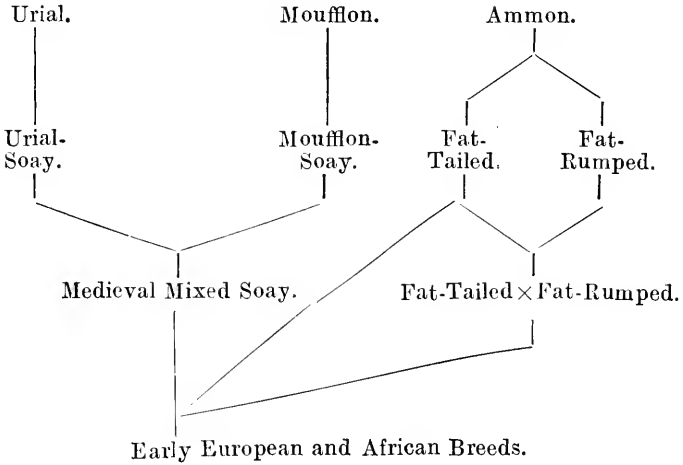 Urial. Moufflon. Ammon.
Urial- Moufflon- Fat- Fat-
Soay. Soay. Tailed. Rumped.
Medieval Mixed Soay. Fat-Tailed × Fat-Rumped.
Early European and African Breeds.